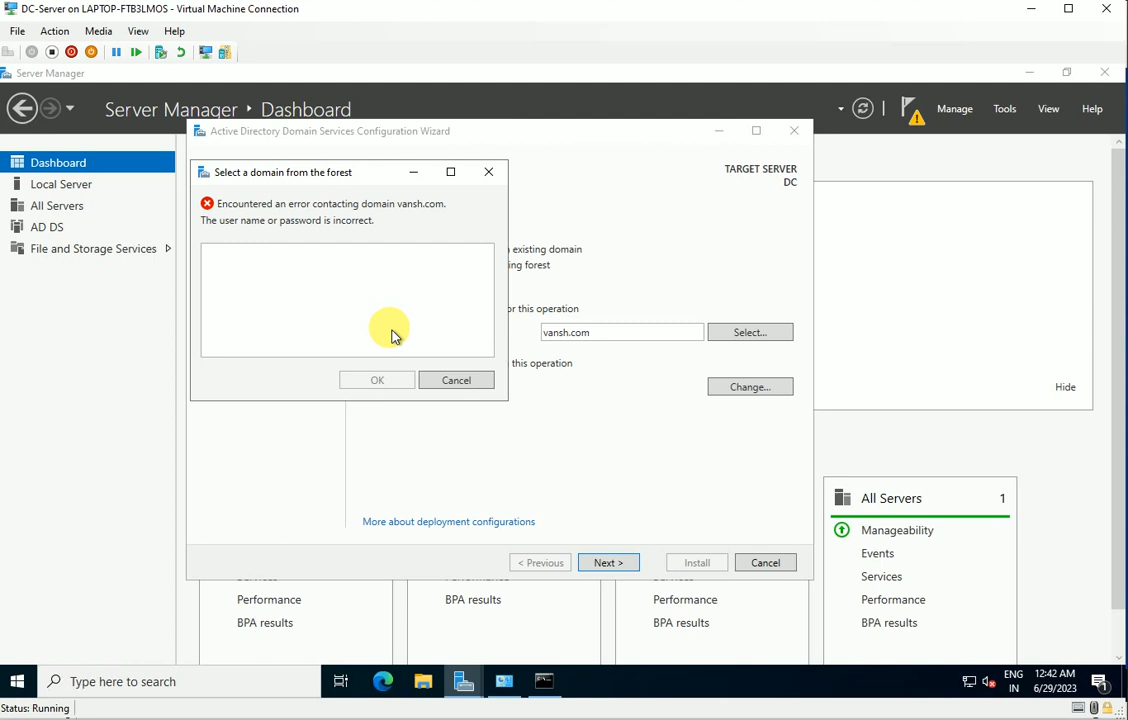 DC-Server on LAPTOP-FTB3LMOS - Virtual Machine Connection
File Action Media View Help
Server Manager
Server Manager • Dashboard
Manage Tools View Help
Active Directory Domain Services Configuration Wizard
Dashboard
Local Server
All Servers
AD DS
File and Storage Services
Select a domain from the forest
Encountered an error contacting domain vansh.com.
The user name or password is incorrect.
OK Cancel
TARGET SERVER
DC
existing domain
ing forest
or this operation
vansh.com Select...
this operation
Change...
Hide
More about deployment configurations
< Previous Next > Install Cancel
All Servers 1
Manageability
Events
Services
Performance
BPA results
Performance
BPA results
Performance
BPA results
Performance
BPA results
Type here to search
ENG
IN
12:42 AM
6/29/2023
1
Status: Running